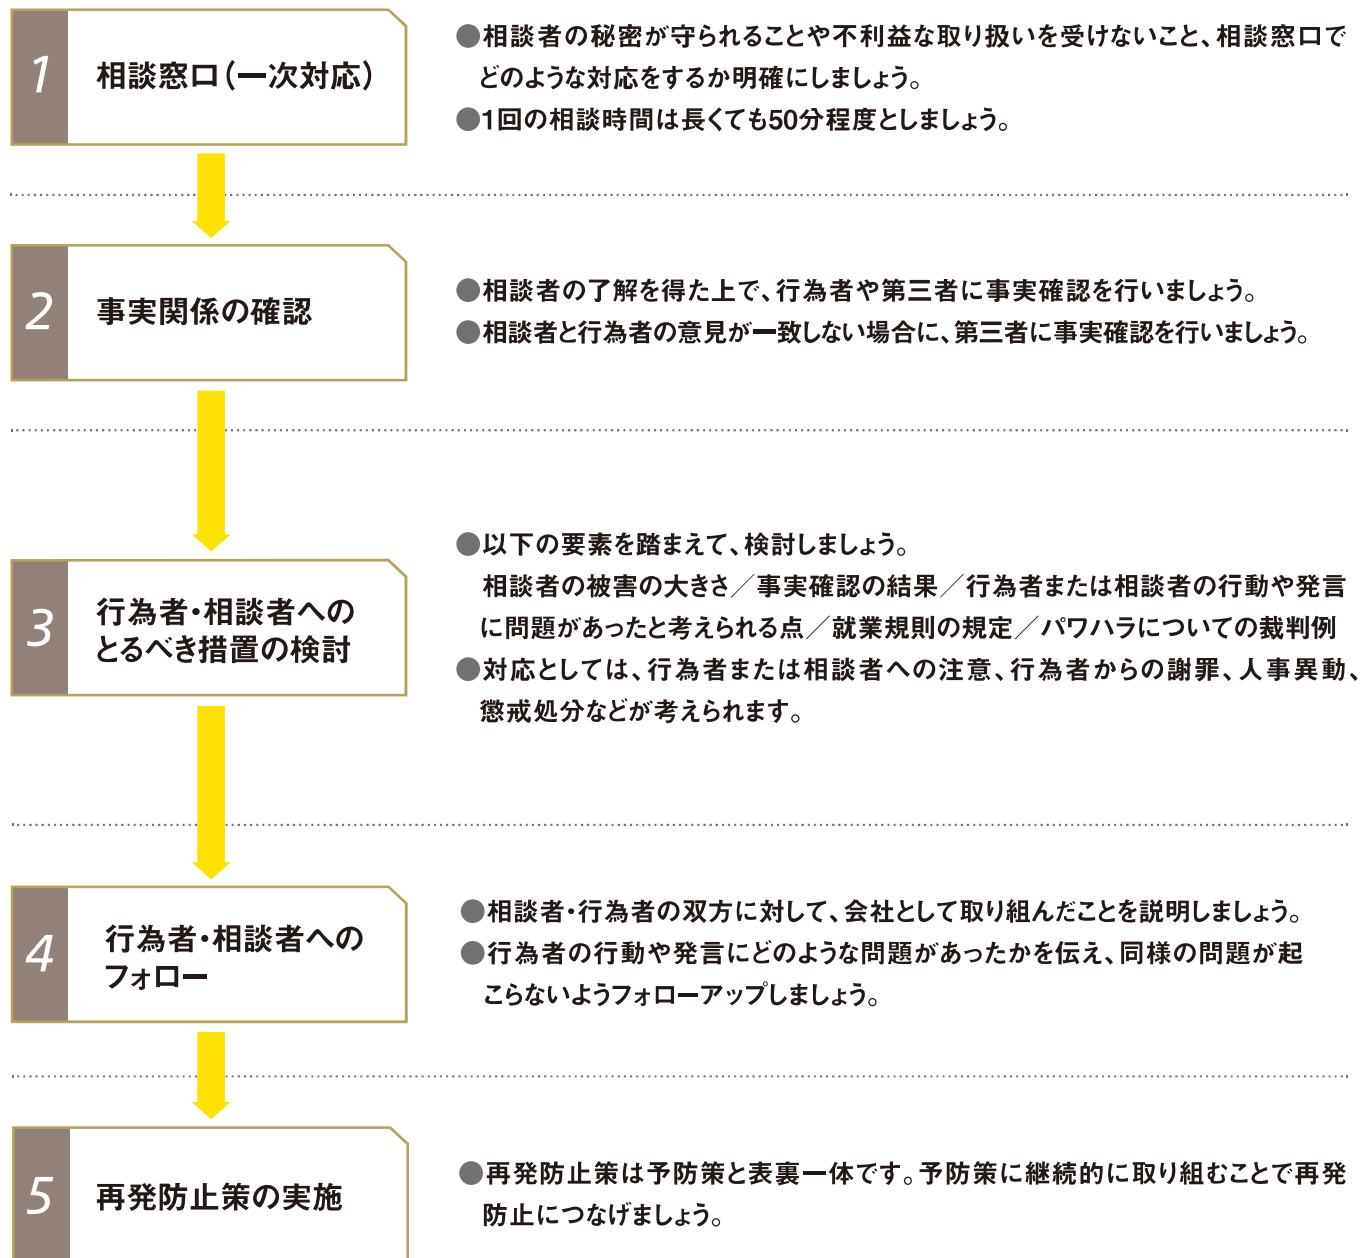 1
相談窓口（一次対応）
●相談者の秘密が守られることや不利益な取り扱いを受けないこと、相談窓口で
どのような対応をするか明確にしましょう。
●1回の相談時間は長くても50分程度としましょう。
2
事実関係の確認
●相談者の了解を得た上で、行為者や第三者に事実確認を行いましょう。
●相談者と行為者の意見が一致しない場合に、第三者に事実確認を行いましょう。
3
行為者・相談者への
とるべき措置の検討
●以下の要素を踏まえて、検討しましょう。
相談者の被害の大きさ／事実確認の結果／行為者または相談者の行動や発言
に問題があったと考えられる点／就業規則の規定／パワハラについての裁判例
●対応としては、行為者または相談者への注意、行為者からの謝罪、人事異動、
懲戒処分などが考えられます。
4
行為者・相談者への
フォロー
●相談者・行為者の双方に対して、会社として取り組んだことを説明しましょう。
●行為者の行動や発言にどのような問題があったかを伝え、同様の問題が起
こらないようフォローアップしましょう。
5
再発防止策の実施
●再発防止策は予防策と表裏一体です。予防策に継続的に取り組むことで再発
防止につなげましょう。